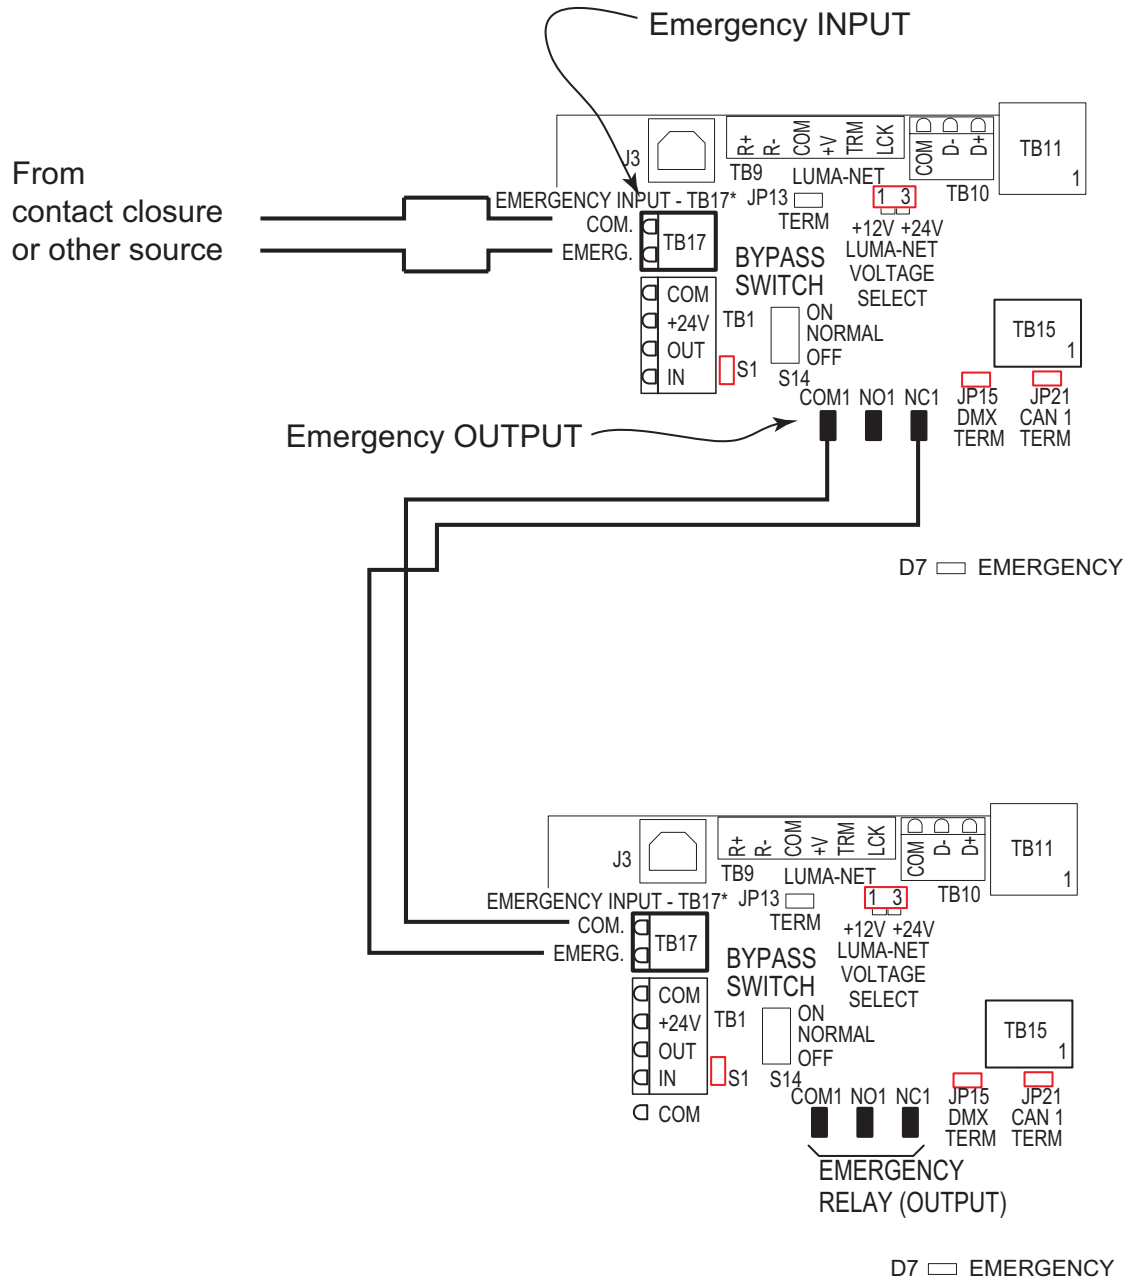 Emergency INPUT
From
contact closure
or other source
J3
R+
R-
COM
+V
TRM
LCK
COM
D-
D+
TB11
1
TB9
LUMA-NET
TB10
EMERGENCY INPUT - TB17*
JP13
TERM
1 3
+12V +24V
LUMA-NET
VOLTAGE
SELECT
COM.
EMERG.
TB17
BYPASS
SWITCH
COM
+24V
OUT
IN
TB1
S1
ON
NORMAL
OFF
S14
TB15
1
COM1 NO1 NC1
JP15
DMX
TERM
JP21
CAN 1
TERM
Emergency OUTPUT
D7 EMERGENCY
J3
R+
R-
COM
+V
TRM
LCK
COM
D-
D+
TB11
1
TB9
LUMA-NET
TB10
EMERGENCY INPUT - TB17*
JP13
TERM
1 3
+12V +24V
LUMA-NET
VOLTAGE
SELECT
COM.
EMERG.
TB17
BYPASS
SWITCH
COM
+24V
OUT
IN
COM
TB1
S1
ON
NORMAL
OFF
S14
TB15
1
COM1 NO1 NC1
JP15
DMX
TERM
JP21
CAN 1
TERM
EMERGENCY
RELAY (OUTPUT)
D7 EMERGENCY